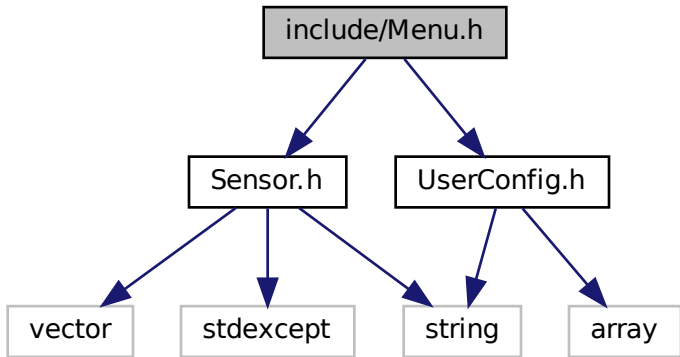 include/Menu.h
Sensor.h
UserConfig.h
vector
stdexcept
string
array